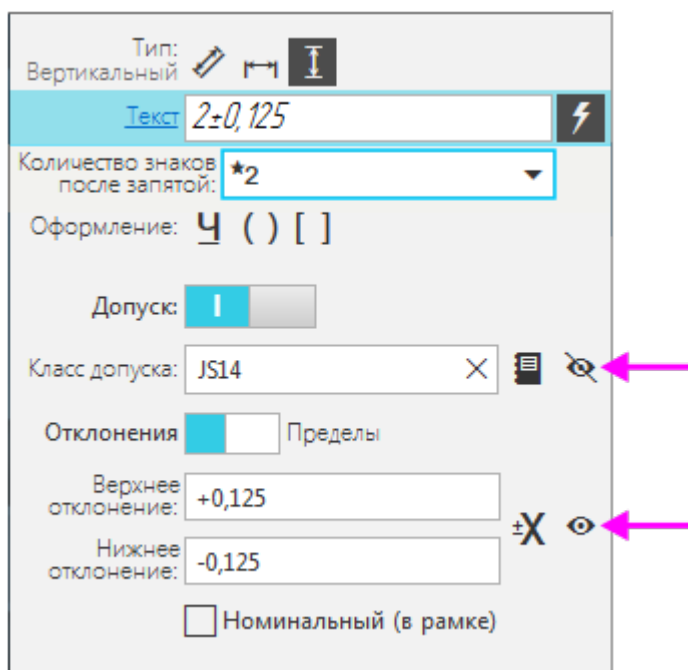 Тип:
Вертикальный
Текст 2±0,125
Количество знаков
после запятой: *2
Оформление: Ч ( ) [ ]
Допуск: I
Класс допуска: JS14
Отклонения Пределы
Верхнее
отклонение: +0,125
±X
Нижнее
отклонение: -0,125
Номинальный (в рамке)